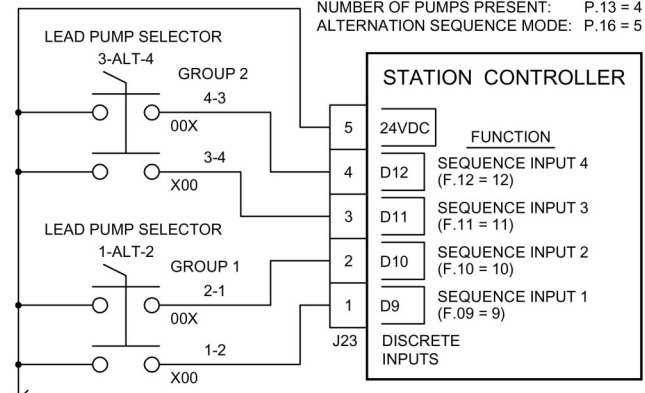 NUMBER OF PUMPS PRESENT: P.13 = 4
ALTERNATION SEQUENCE MODE: P.16 = 5
LEAD PUMP SELECTOR
3-ALT-4
GROUP 2
4-3
00X
3-4
X00
LEAD PUMP SELECTOR
1-ALT-2
GROUP 1
2-1
00X
1-2
X00
STATION CONTROLLER
5
24VDC
FUNCTION
4
D12
SEQUENCE INPUT 4
(F.12 = 12)
3
D11
SEQUENCE INPUT 3
(F.11 = 11)
2
D10
SEQUENCE INPUT 2
(F.10 = 10)
1
D9
SEQUENCE INPUT 1
(F.09 = 9)
J23
DISCRETE
INPUTS